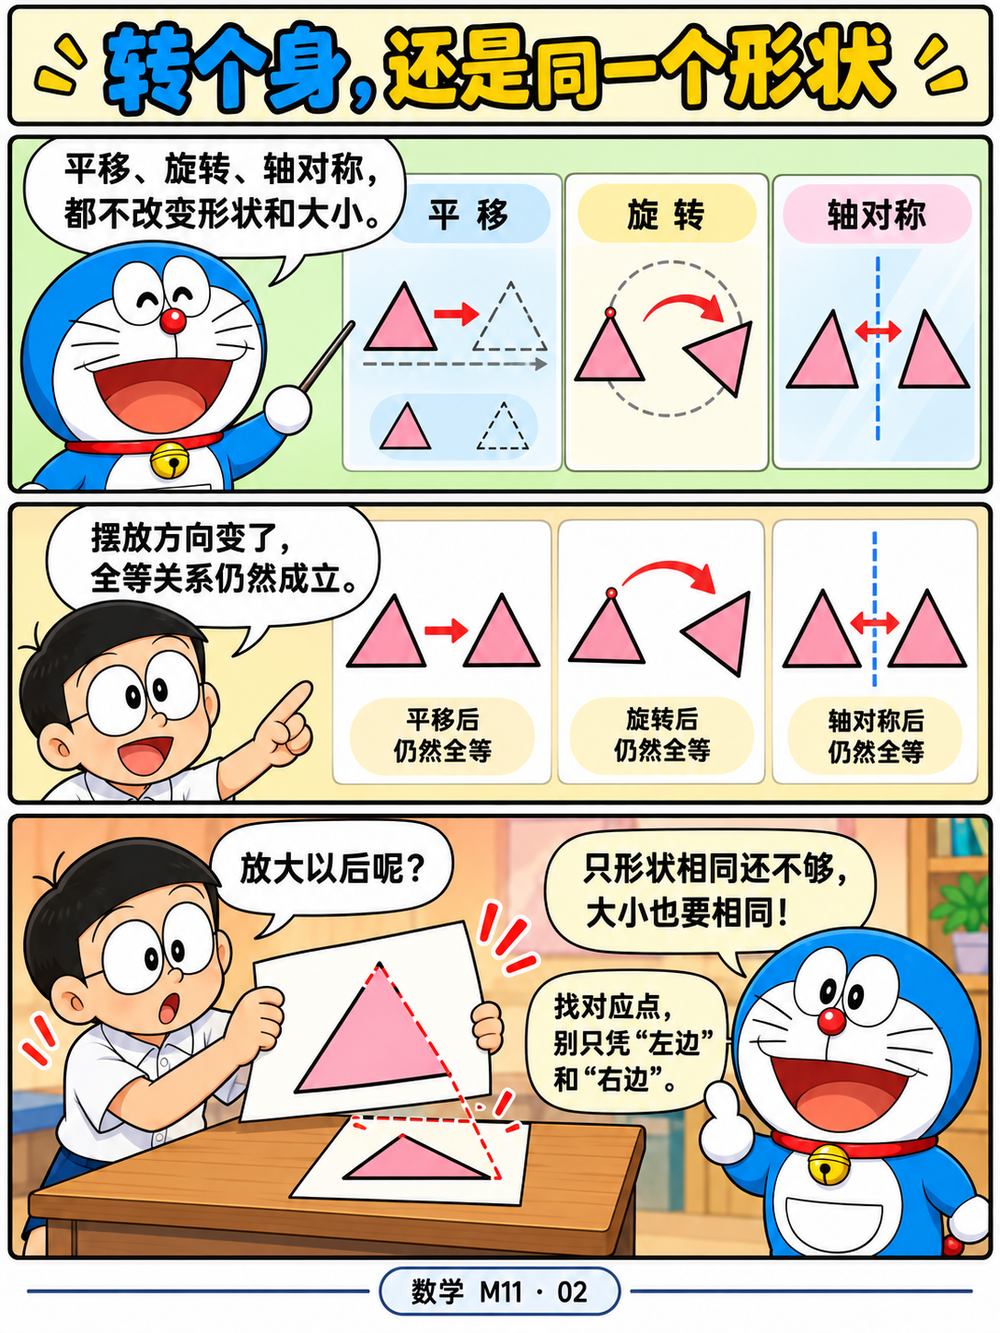 转个身，还是同一个形状
平移、旋转、轴对称，
都不改变形状和大小。
平移
旋转
轴对称
摆放方向变了，
全等关系仍然成立。
平移后
仍然全等
旋转后
仍然全等
轴对称后
仍然全等
放大以后呢？
只形状相同还不够，
大小也要相同！
找对应点，
别只凭“左边”
和“右边”。
数学 M11 · 02